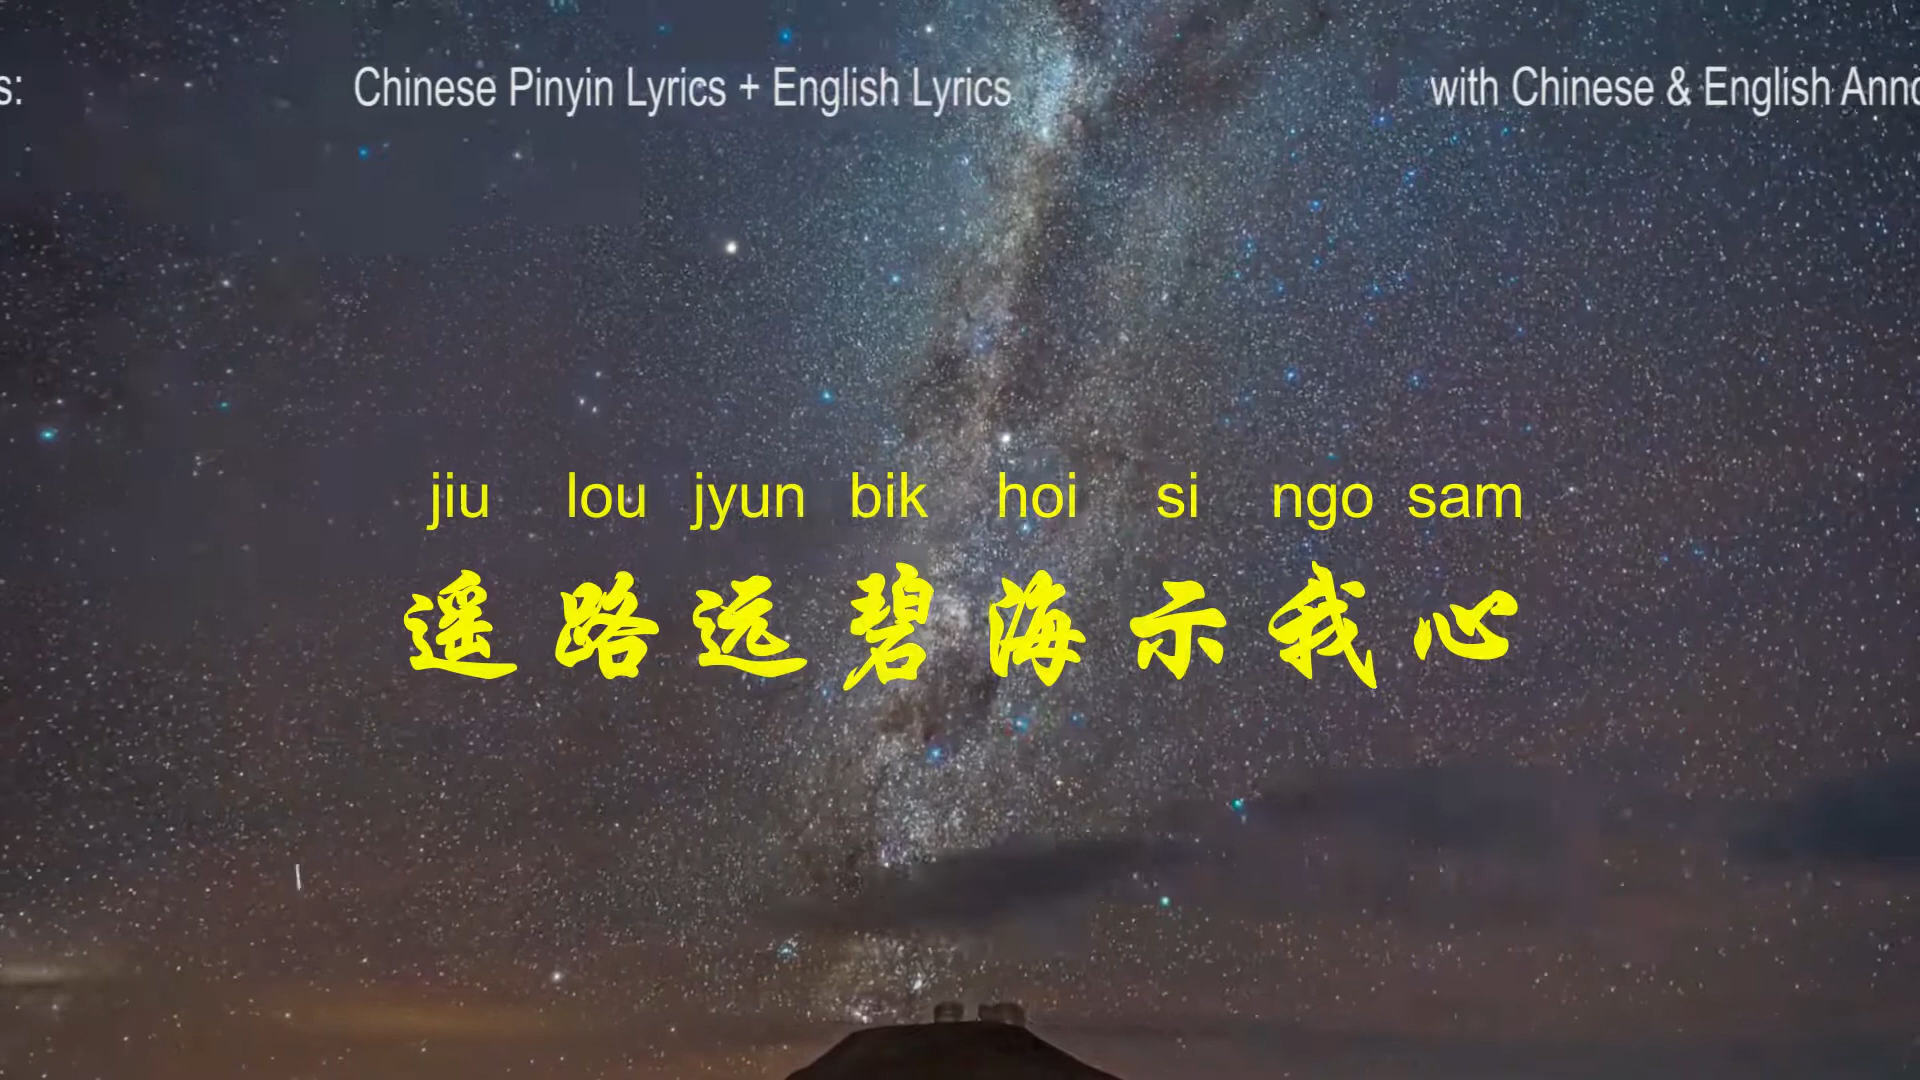 s: Chinese Pinyin Lyrics + English Lyrics with Chinese & English Anno
jiu lou jyun bik hoi si ngo sam
遥路远碧海示我心